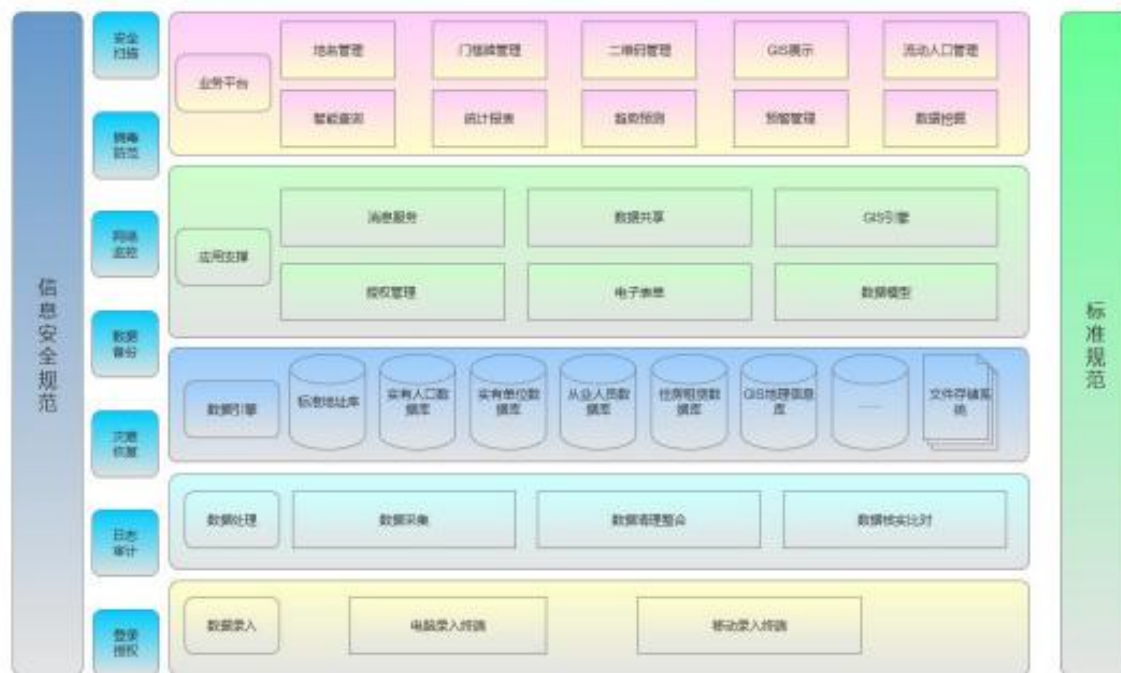 信息安全规范
安全
扫描
病毒
防范
网络
监控
数据
备份
灾难
恢复
日志
审计
登录
授权
业务平台
地名管理
门楼牌管理
二维码管理
GIS展示
流动人口管理
智能查询
统计报表
趋势预测
预警管理
数据挖掘
应用支撑
消息服务
数据共享
GIS引擎
授权管理
电子表单
数据模型
数据引擎
标准地址库
实有人口数
据库
实有单位数
据库
从业人员数
据库
住房租赁数
据库
GIS地理信息
库
......
文件存储系
统
数据处理
数据采集
数据清理整合
数据核实比对
数据录入
电脑录入终端
移动录入终端
标准规范